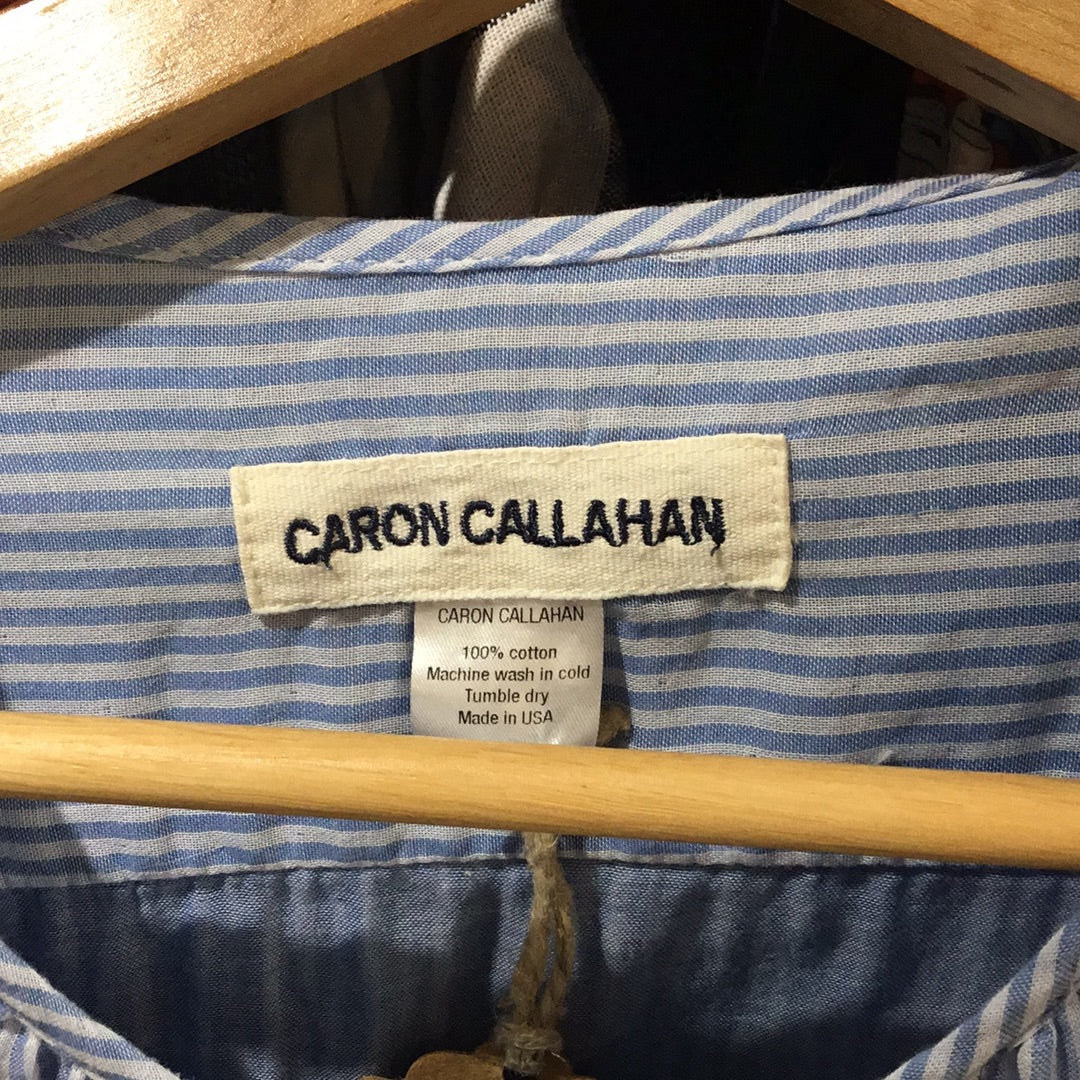 CARON CALLAHAN
CARON CALLAHAN
100% cotton
Machine wash in cold
Tumble dry
Made in USA